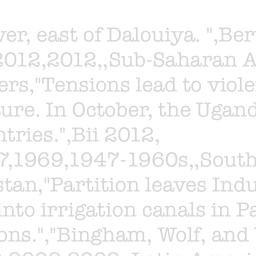 ver, east of Dalouiya. ",Ber
2012,2012,,Sub-Saharan A
ers,"Tensions lead to viole
ture. In October, the Ugand
ntries.",Bii 2012,
7,1969,1947-1960s,,South
stan,"Partition leaves Indu
into irrigation canals in Pa
ons.","Bingham, Wolf, and